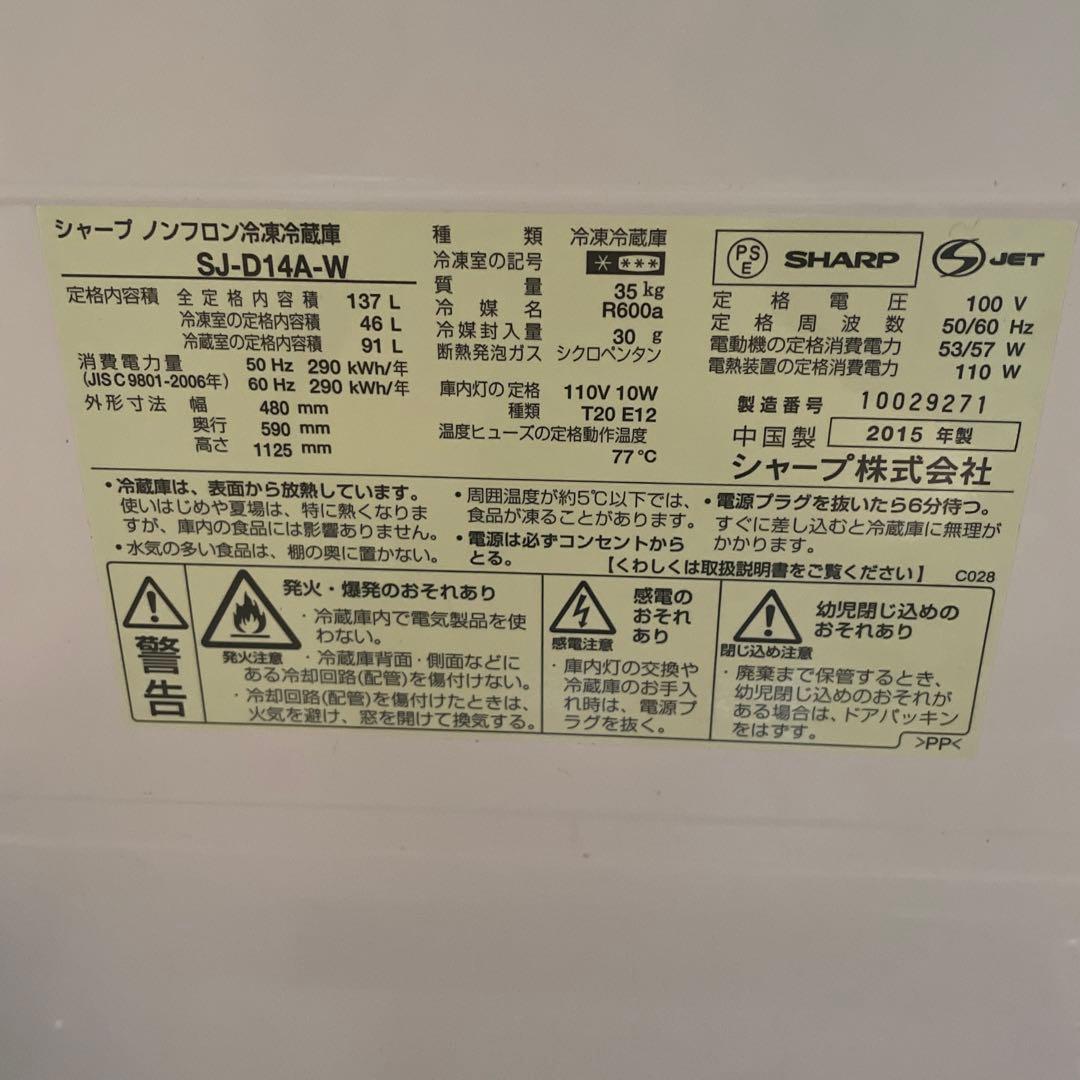 シャープ ノンフロン冷凍冷蔵庫
SJ-D14A-W
定格内容積 全定格内容積 137 L
冷凍室の定格内容積 46 L
冷蔵室の定格内容積 91 L
消費電力量 50 Hz 290 kWh/年
(JIS C 9801-2006年) 60 Hz 290 kWh/年
外形寸法 幅 480 mm
奥行 590 mm
高さ 1125 mm
種類 冷凍冷蔵庫
冷凍室の記号 * ***
質量 35 kg
冷媒名 R600a
冷媒封入量 30 g
断熱発泡ガス シクロペンタン
庫内灯の定格 110V 10W
種類 T20 E12
温度ヒューズの定格動作温度
77℃
PSE SHARP S JET
定格電圧 100 V
定格周波数 50/60 Hz
電動機の定格消費電力 53/57 W
電熱装置の定格消費電力 110 W
製造番号 10029271
中国製 2015 年製
シャープ株式会社
・冷蔵庫は、表面から放熱しています。
使いはじめや夏場は、特に熱くなりま
すが、庫内の食品には影響ありません。
・水気の多い食品は、棚の奥に置かない。
・周囲温度が約5℃以下では、
食品が凍ることがあります。
・電源は必ずコンセントから
とる。
・電源プラグを抜いたら6分待つ。
すぐに差し込むと冷蔵庫に無理が
かかります。
【くわしくは取扱説明書をご覧ください】 C028
警告
発火・爆発のおそれあり
発火注意
・冷蔵庫内で電気製品を使
わない。
・冷蔵庫背面・側面などに
ある冷却回路(配管)を傷付けない。
・冷却回路(配管)を傷付けたときは、
火気を避け、窓を開けて換気する。
感電の
おそれ
あり
感電注意
・庫内灯の交換や
冷蔵庫のお手入
れ時は、電源プ
ラグを抜く。
幼児閉じ込めの
おそれあり
閉じ込め注意
・廃棄まで保管するとき、
幼児閉じ込めのおそれが
ある場合は、ドアパッキン
をはずす。
>PP<